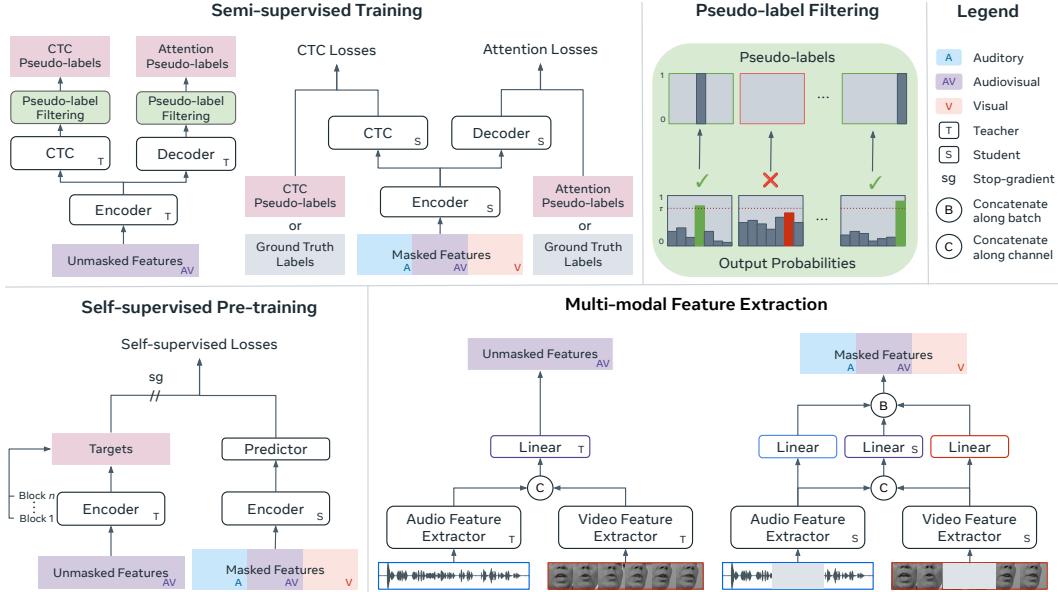 Semi-supervised Training
CTC
Pseudo-labels
Attention
Pseudo-labels
Pseudo-label
Filtering
Pseudo-label
Filtering
CTC
T
Decoder
T
Encoder
T
Unmasked Features
AV
CTC Losses
Attention Losses
CTC
S
Decoder
S
CTC
Pseudo-labels
or
Ground Truth
Labels
Encoder
S
Masked Features
A
AV
V
Attention
Pseudo-labels
or
Ground Truth
Labels
Pseudo-label Filtering
Pseudo-labels
1
0
...
✓
✗
✓
1
τ
0
...
Output Probabilities
Legend
A Auditory
AV Audiovisual
V Visual
T Teacher
S Student
sg Stop-gradient
B Concatenate
along batch
C Concatenate
along channel
Self-supervised Pre-training
Self-supervised Losses
sg
Targets
Predictor
Block n
⋮
Block 1
Encoder
T
Encoder
S
Unmasked Features
AV
Masked Features
A
AV
V
Multi-modal Feature Extraction
Unmasked Features
AV
Linear
T
C
Audio Feature
Extractor
T
Video Feature
Extractor
T
Masked Features
A
AV
V
B
Linear
Linear
S
Linear
C
Audio Feature
Extractor
S
Video Feature
Extractor
S